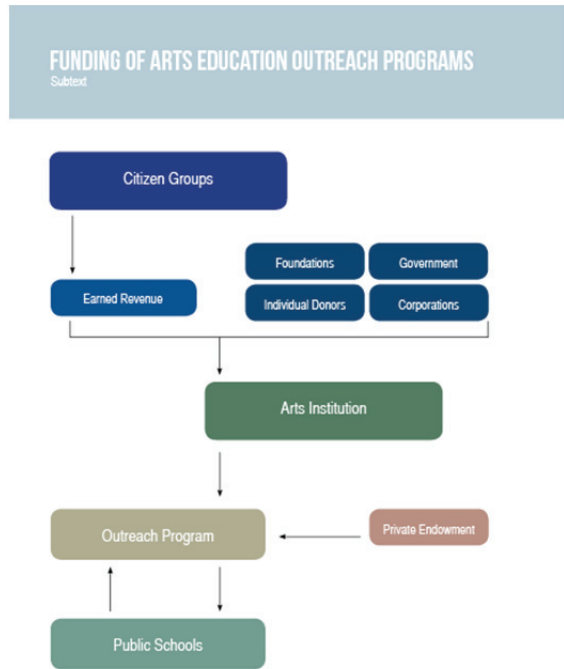 FUNDING OF ARTS EDUCATION OUTREACH PROGRAMS
Subtext
Citizen Groups
Foundations
Government
Earned Revenue
Individual Donors
Corporations
Arts Institution
Outreach Program
Private Endowment
Public Schools